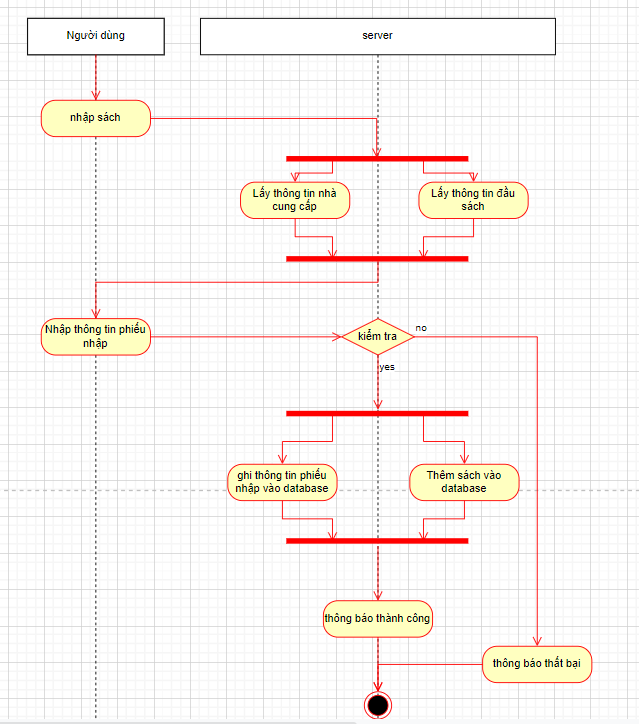 Người dùng
server
nhập sách
Lấy thông tin nhà
cung cấp
Lấy thông tin đầu
sách
Nhập thông tin phiếu
nhập
kiểm tra
no
yes
ghi thông tin phiếu
nhập vào database
Thêm sách vào
database
thông báo thành công
thông báo thất bại